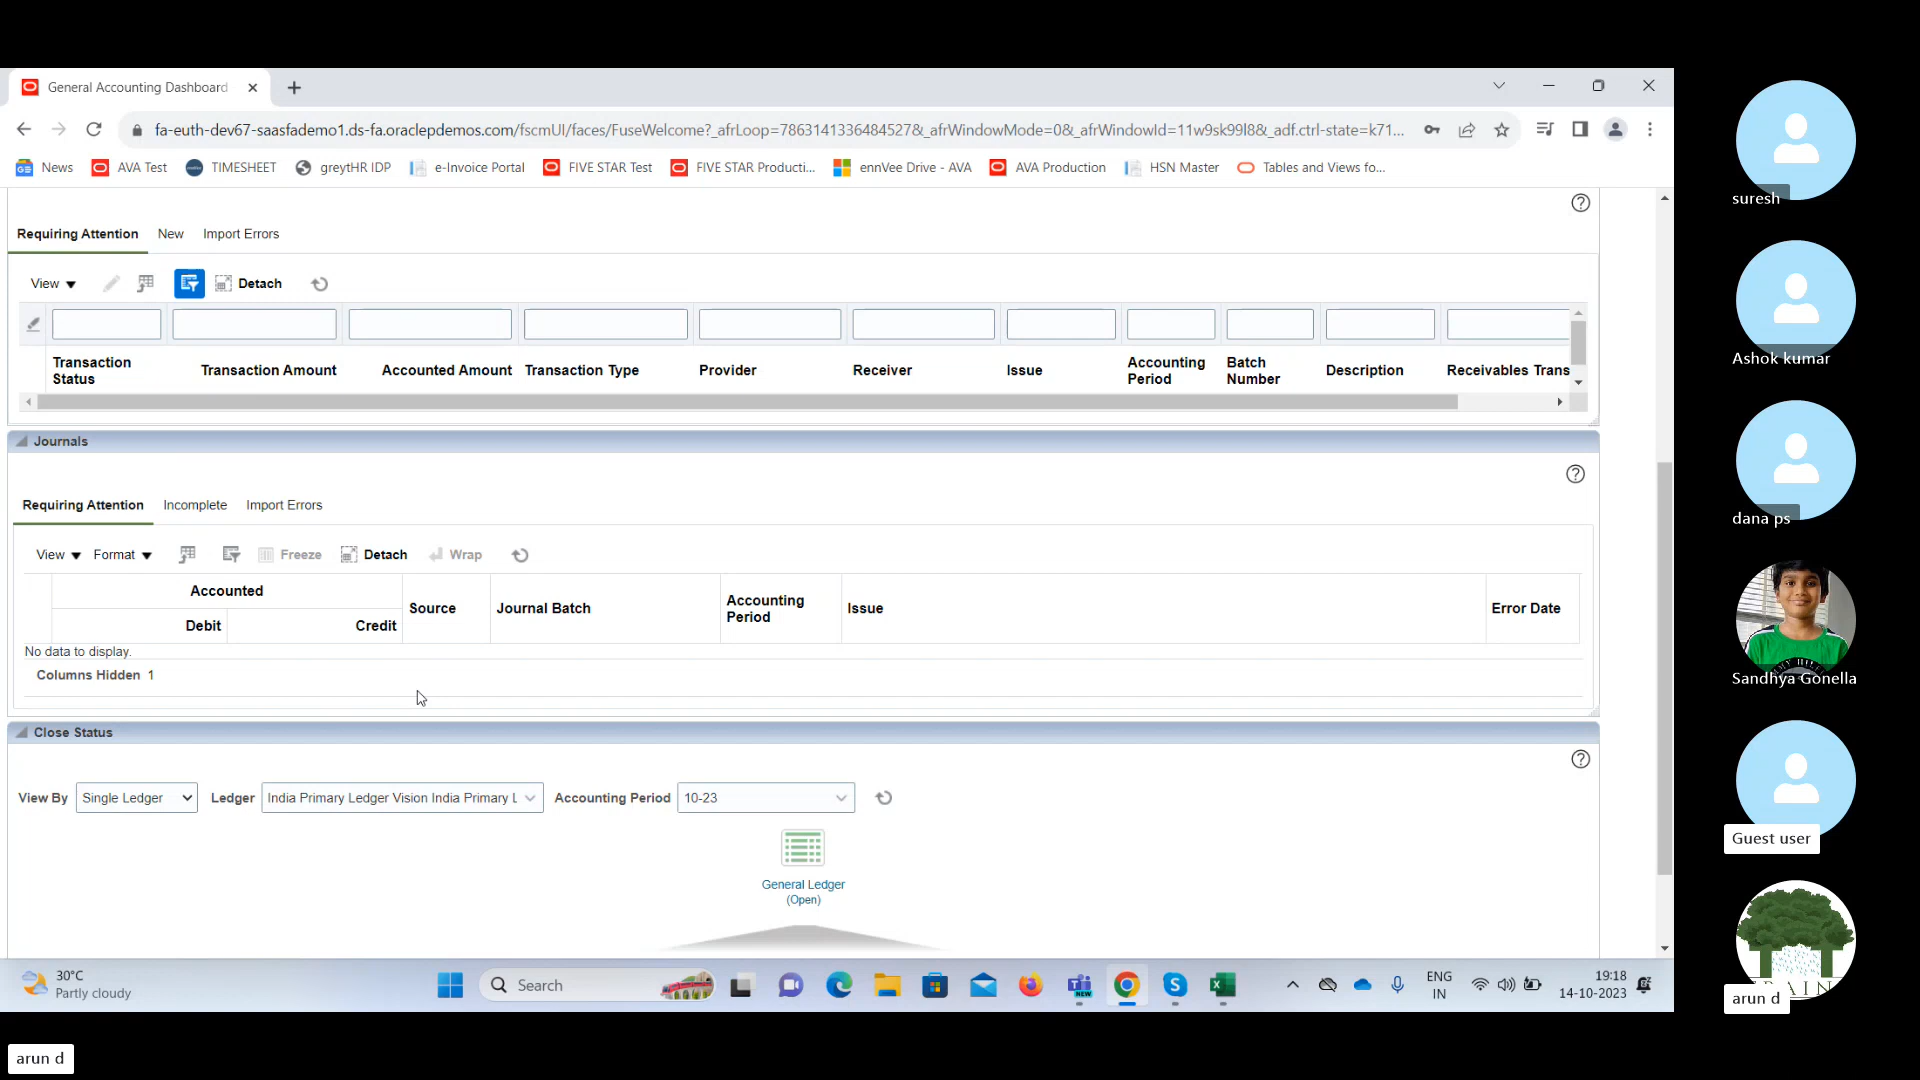 General Accounting Dashboard
fa-euth-dev67-saasfademo1.ds-fa.oraclepdemos.com/fscmUI/faces/FuseWelcome?_afrLoop=7863141336484527&_afrWindowMode=0&_afrWindowId=11w9sk99l8&_adf.ctrl-state=k71...
News AVA Test TIMESHEET greytHR IDP e-Invoice Portal FIVE STAR Test FIVE STAR Producti... ennVee Drive - AVA AVA Production HSN Master Tables and Views fo...
Requiring Attention New Import Errors
View Detach
Transaction Status Transaction Amount Accounted Amount Transaction Type Provider Receiver Issue Accounting Period Batch Number Description Receivables Trans
Journals
Requiring Attention Incomplete Import Errors
View Format Freeze Detach Wrap
Accounted
Debit Credit Source Journal Batch Accounting Period Issue Error Date
No data to display.
Columns Hidden 1
Close Status
View By Single Ledger Ledger India Primary Ledger Vision India Primary L Accounting Period 10-23
General Ledger
(Open)
30°C
Partly cloudy
Search
ENG
IN
19:18
14-10-2023
suresh
Ashok kumar
dana ps
Sandhya Gonella
Guest user
arun d
arun d